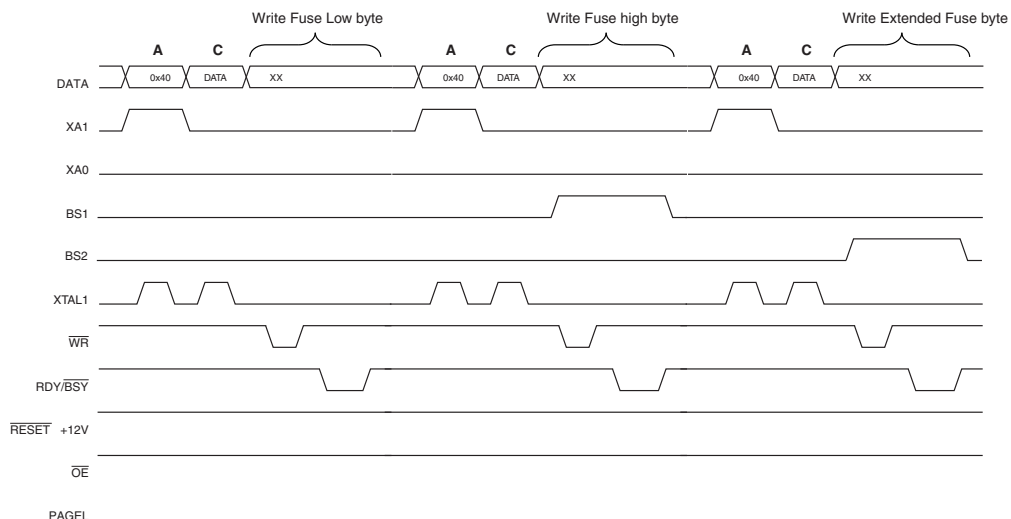 Write Fuse Low byte Write Fuse high byte Write Extended Fuse byte
A C A C A C
DATA 0x40 DATA XX 0x40 DATA XX 0x40 DATA XX
XA1
XA0
BS1
BS2
XTAL1
WR
RDY/BSY
RESET +12V
OE
PAGEL